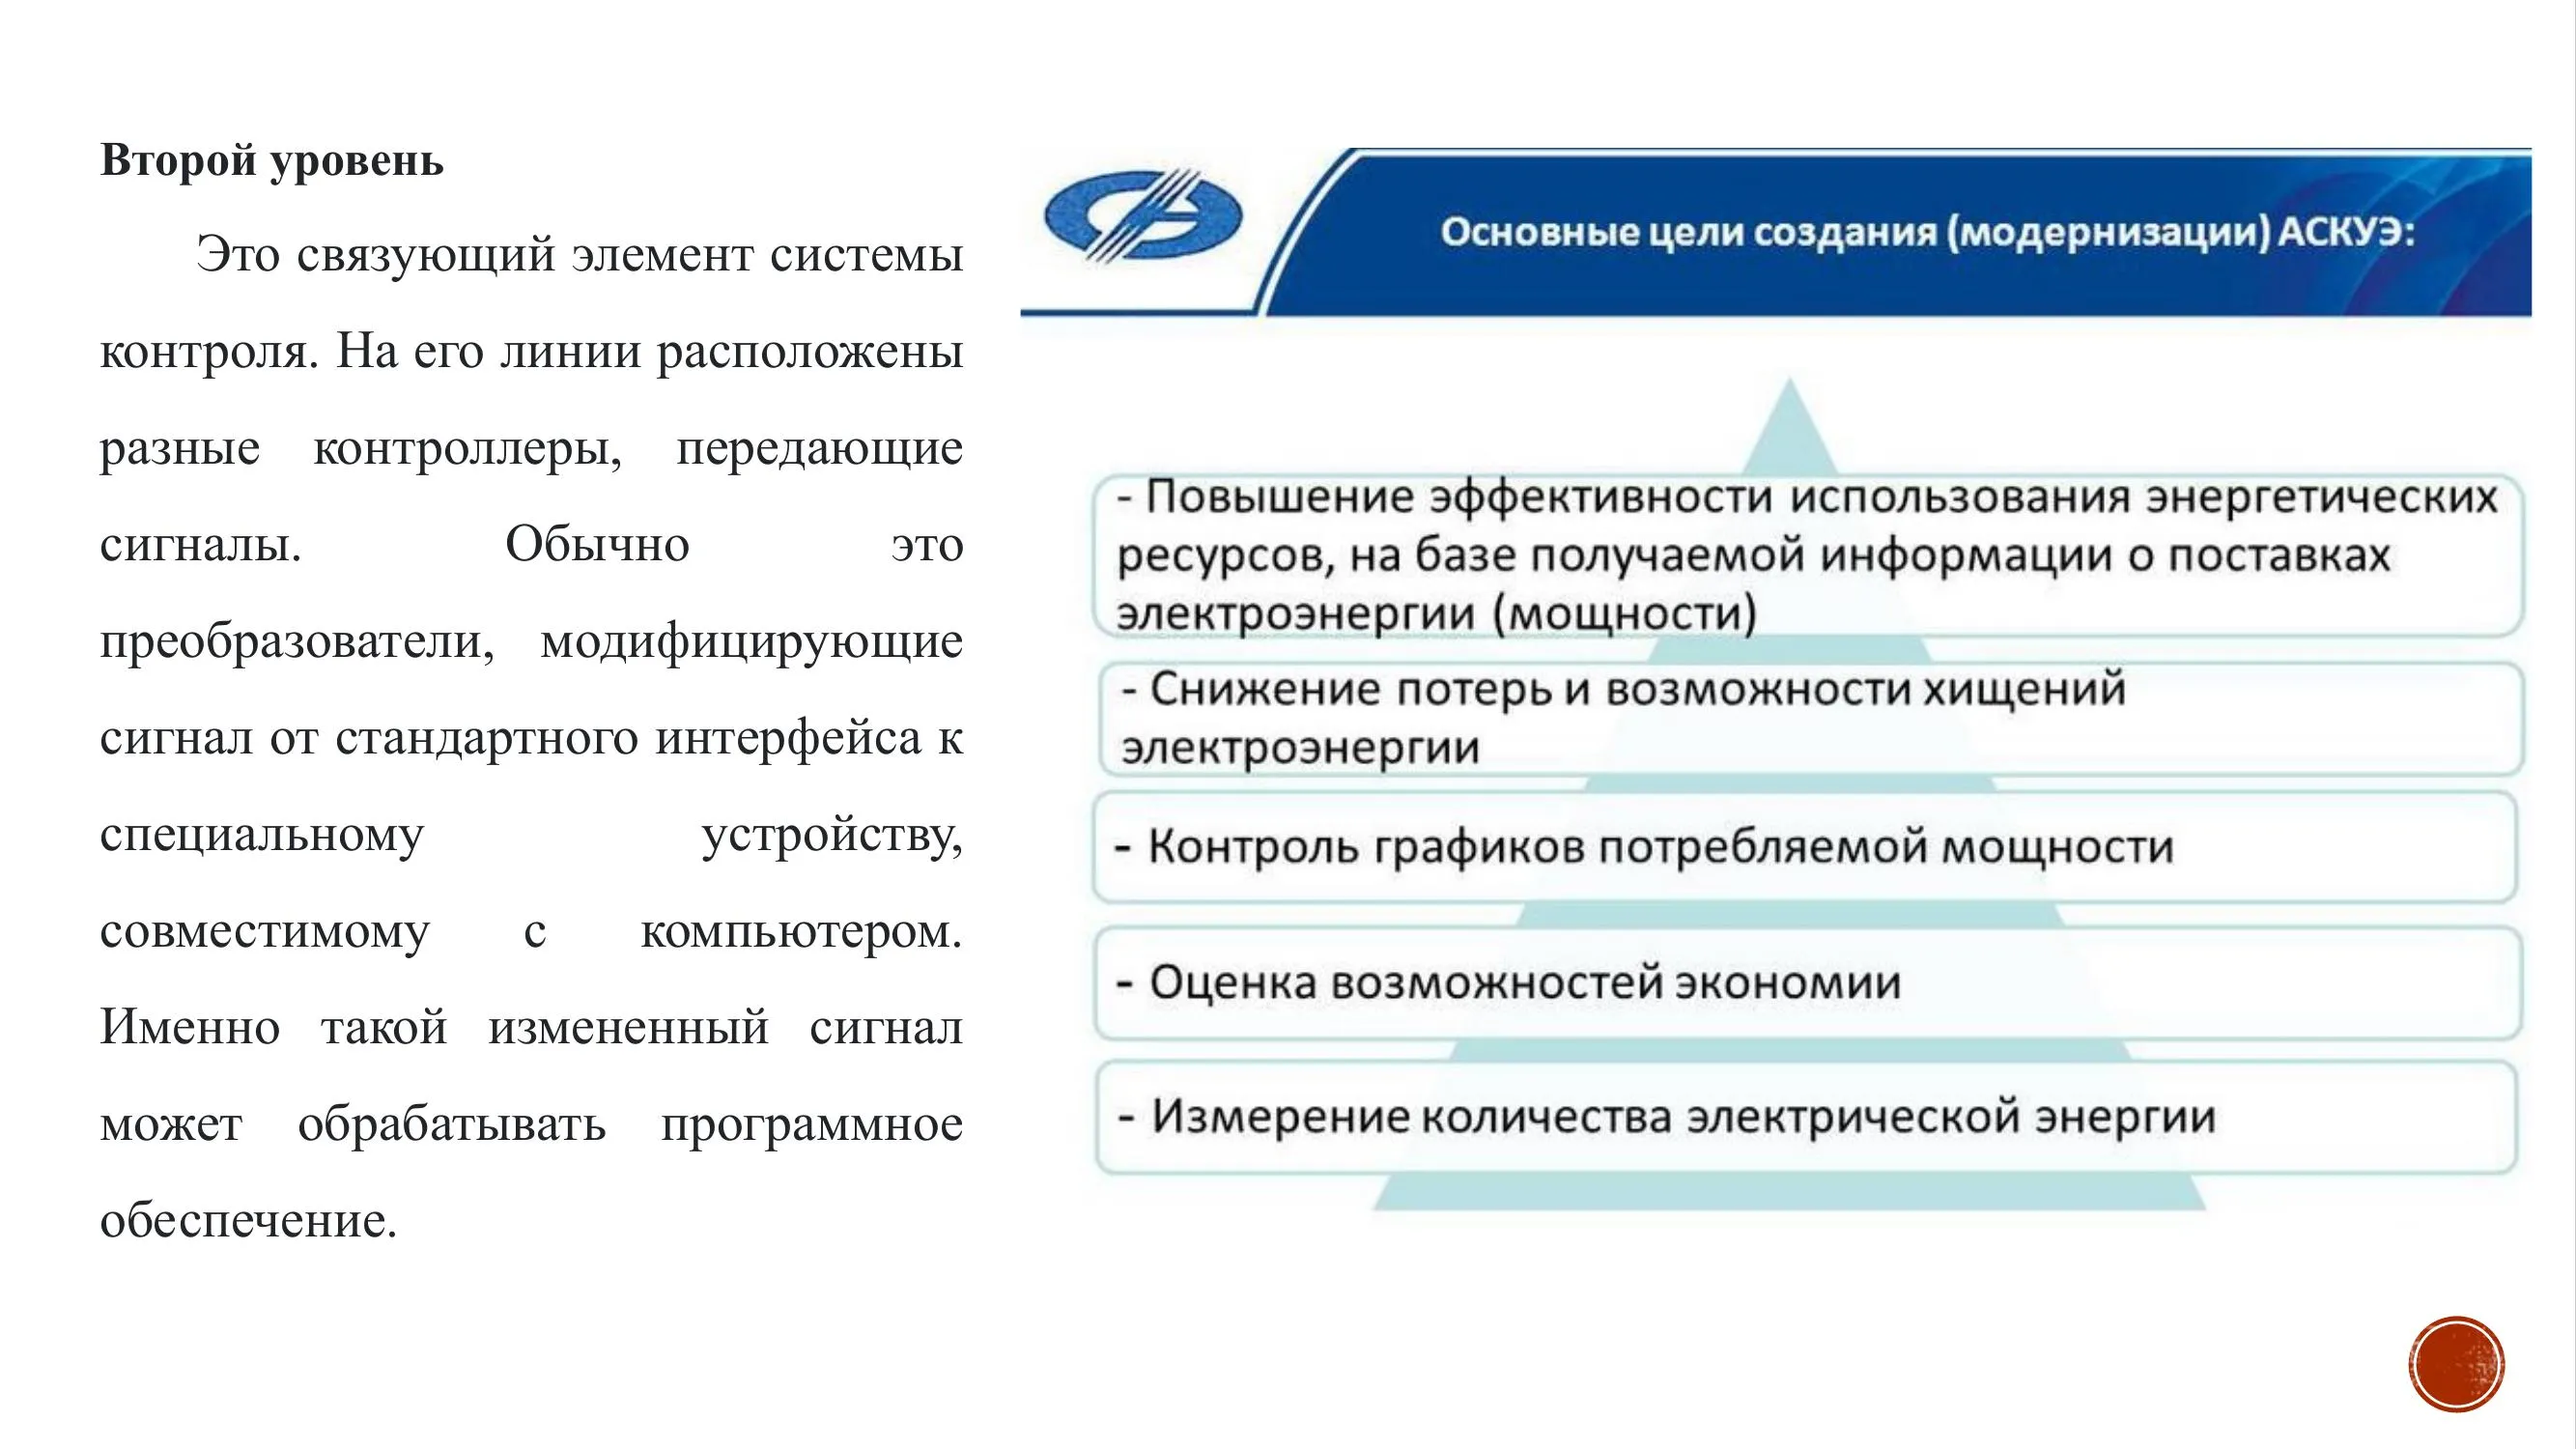 Второй уровень
Это связующий элемент системы
контроля. На его линии расположены
разные контроллеры, передающие
сигналы. Обычно это
преобразователи, модифицирующие
сигнал от стандартного интерфейса к
специальному устройству,
совместимому с компьютером.
Именно такой измененный сигнал
может обрабатывать программное
обеспечение.
Основные цели создания (модернизации) АСКУЭ:
- Повышение эффективности использования энергетических
ресурсов, на базе получаемой информации о поставках
электроэнергии (мощности)
- Снижение потерь и возможности хищений
электроэнергии
- Контроль графиков потребляемой мощности
- Оценка возможностей экономии
- Измерение количества электрической энергии